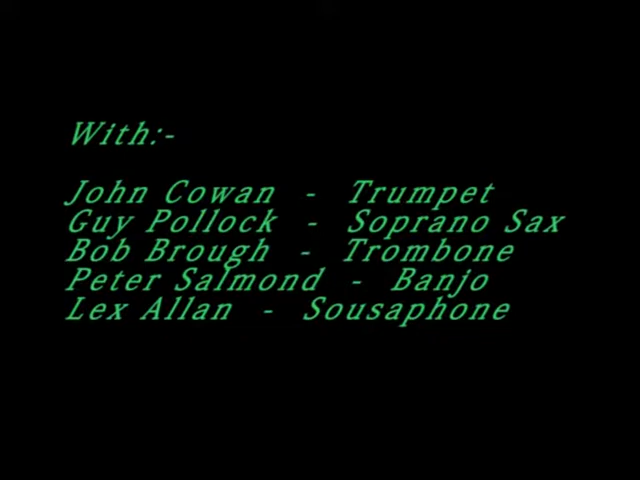 With:-
John Cowan - Trumpet
Guy Pollock - Soprano Sax
Bob Brough - Trombone
Peter Salmond - Banjo
Lex Allan - Sousaphone